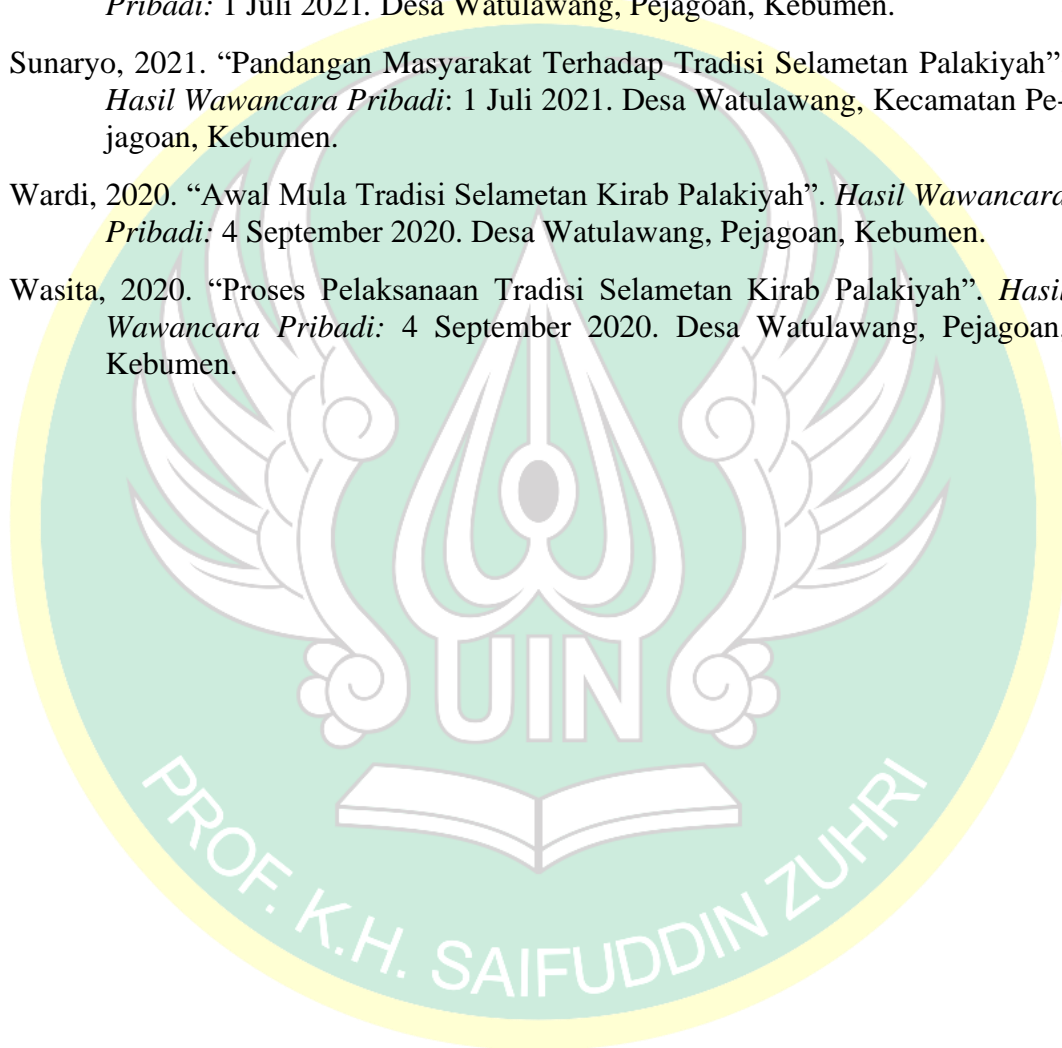 Pribadi: 1 Juli 2021. Desa Watulawang, Pejagoan, Kebumen.
Sunaryo, 2021. “Pandangan Masyarakat Terhadap Tradisi Selametan Palakiyah”
Hasil Wawancara Pribadi: 1 Juli 2021. Desa Watulawang, Kecamatan Pe-
jagoan, Kebumen.
Wardi, 2020. “Awal Mula Tradisi Selametan Kirab Palakiyah”. Hasil Wawancara
Pribadi: 4 September 2020. Desa Watulawang, Pejagoan, Kebumen.
Wasita, 2020. “Proses Pelaksanaan Tradisi Selametan Kirab Palakiyah”. Hasil
Wawancara Pribadi: 4 September 2020. Desa Watulawang, Pejagoan,
Kebumen.
UIN
PROF. K.H. SAIFUDDIN ZUHRI